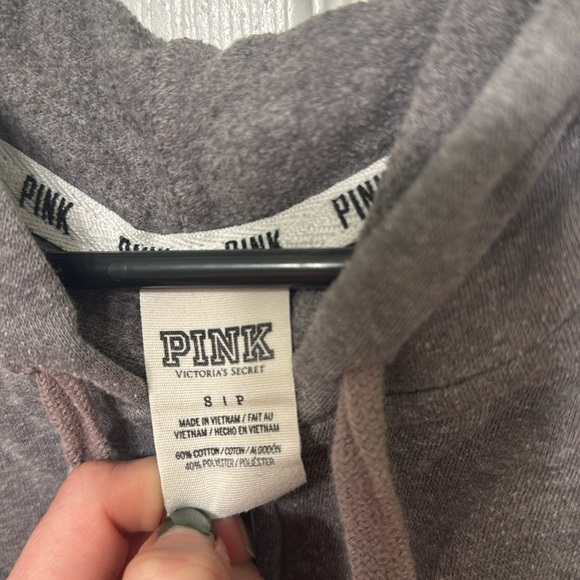 PINK
PINK
PINK
PINK
PINK
VICTORIA'S SECRET
S | P
MADE IN VIETNAM / FAIT AU
VIETNAM / HECHO EN VIETNAM
60% COTTON / COTON / ALGODÓN
40% POLYESTER / POLIÉSTER